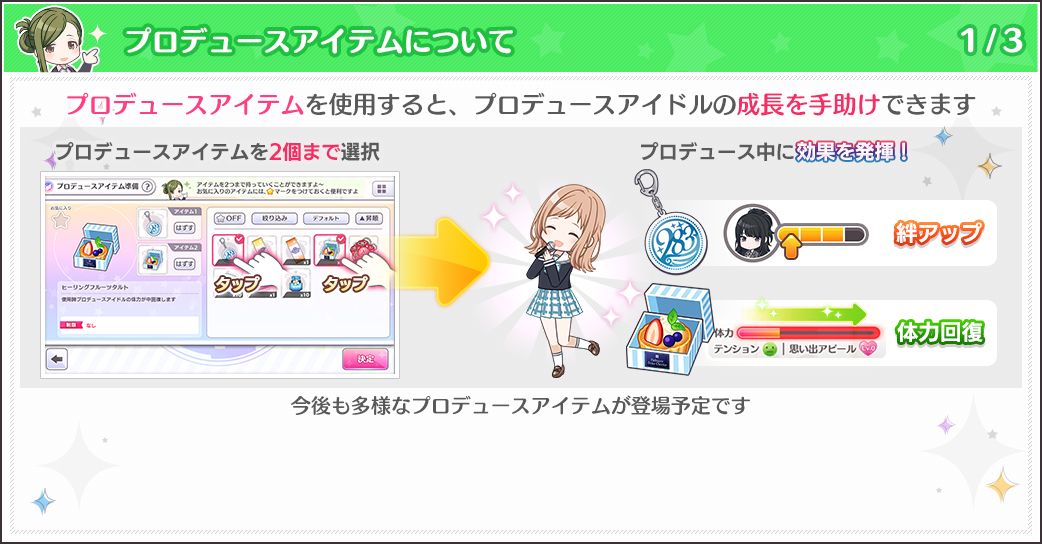 プロデュースアイテムについて
1/3
プロデュースアイテムを使用すると、プロデュースアイドルの成長を手助けできます
プロデュースアイテムを2個まで選択
プロデュース中に効果を発揮！
プロデュースアイテム準備
?
アイテムを2つまで持っていくことができますよ～
お気に入りのアイテムには、★マークをつけておくと便利ですよ
お気に入り
アイテム1
はずす
アイテム2
はずす
☆OFF
絞り込み
デフォルト
▲昇順
タップ
タップ
x1
x1
x10
ヒーリングフルーツタルト
使用時プロデュースアイドルの体力が中回復します
制限
なし
決定
283
絆アップ
体力
テンション
思い出アピール
体力回復
今後も多様なプロデュースアイテムが登場予定です